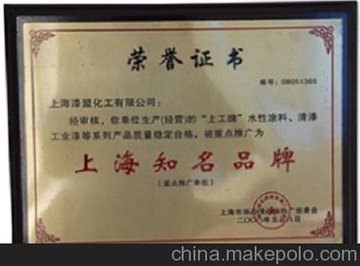 荣誉证书
编号：08051365
上海漆盟化工有限公司：
经审核，你单位生产（经营）的“上工牌”水性涂料、清漆
工业漆等系列产品质量稳定合格，被重点推广为
上海知名品牌
（重点推广单位）
china.makepolo.com